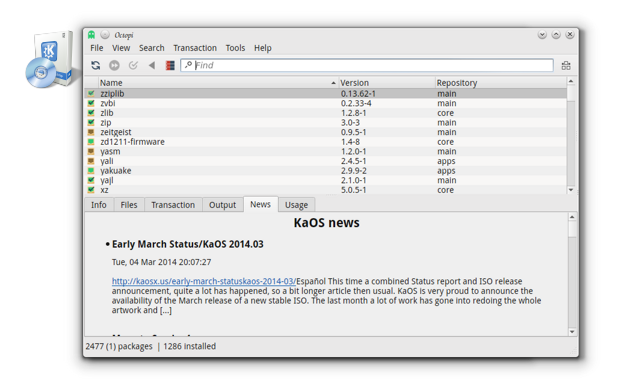 Octopi
File View Search Transaction Tools Help
Find
Name Version Repository
zziplib 0.13.62-1 main
zvbi 0.2.33-4 main
zlib 1.2.8-1 core
zip 3.0-3 main
zeitgeist 0.9.5-1 main
zd1211-firmware 1.4-8 core
yasm 1.2.0-1 main
yali 2.4.5-1 apps
yakuake 2.9.9-2 apps
yajl 2.1.0-1 main
xz 5.0.5-1 core
Info Files Transaction Output News Usage
KaOS news
• Early March Status/KaOS 2014.03
Tue, 04 Mar 2014 20:07:27
http://kaosx.us/early-march-statuskaos-2014-03/Español This time a combined Status report and ISO release
announcement, quite a lot has happened, so a bit longer article then usual. KaOS is very proud to announce the
availability of the March release of a new stable ISO. The last month a lot of work has gone into redoing the whole
artwork and [...]
2477 (1) packages | 1286 installed